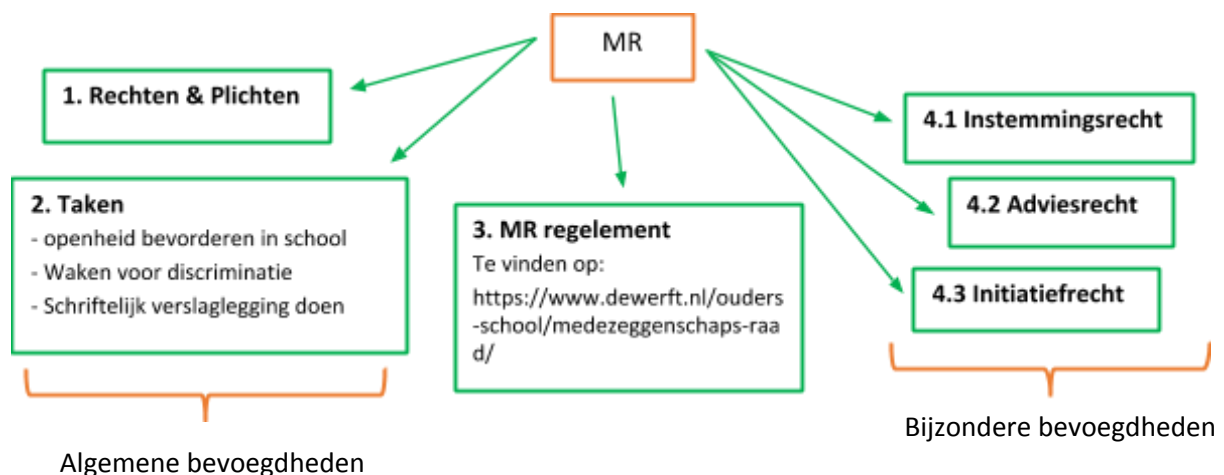 MR
1. Rechten & Plichten
2. Taken
- openheid bevorderen in school
- Waken voor discriminatie
- Schriftelijk verslaglegging doen
3. MR regelement
Te vinden op:
https://www.dewerft.nl/ouders
-school/medezeggenschaps-raa
d/
4.1 Instemmingsrecht
4.2 Adviesrecht
4.3 Initiatiefrecht
Algemene bevoegdheden
Bijzondere bevoegdheden